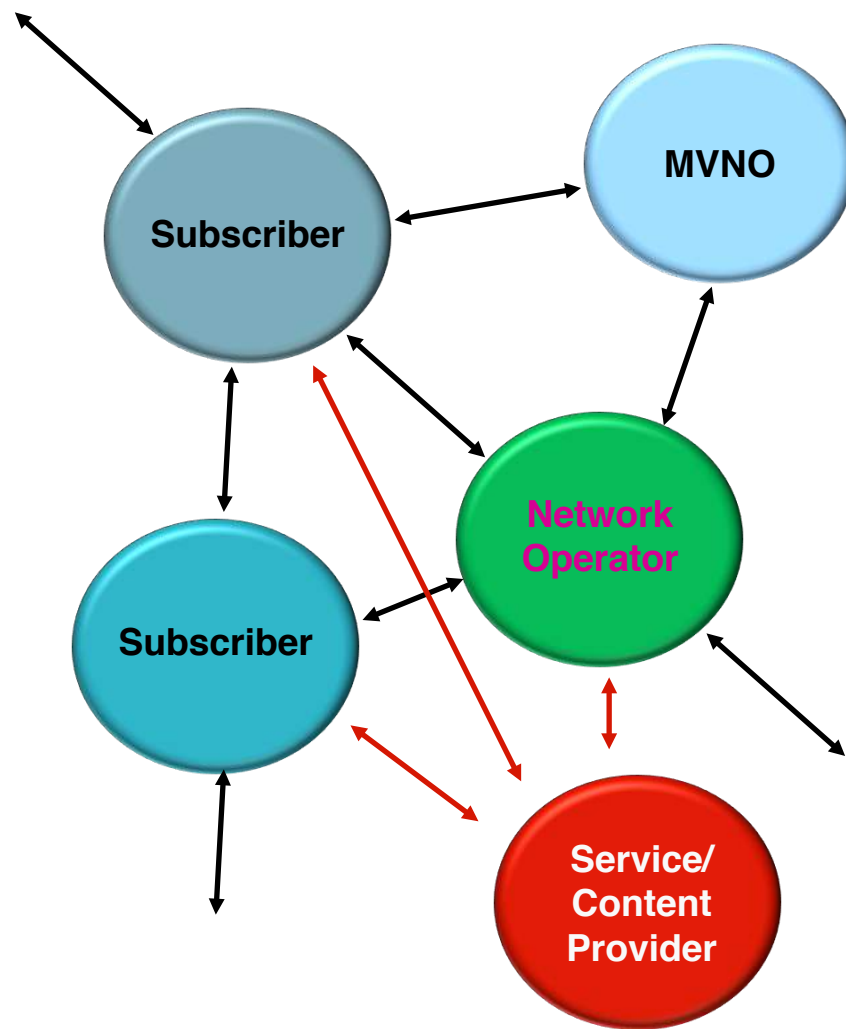 MVNO
Subscriber
Network
Operator
Subscriber
Service/
Content
Provider